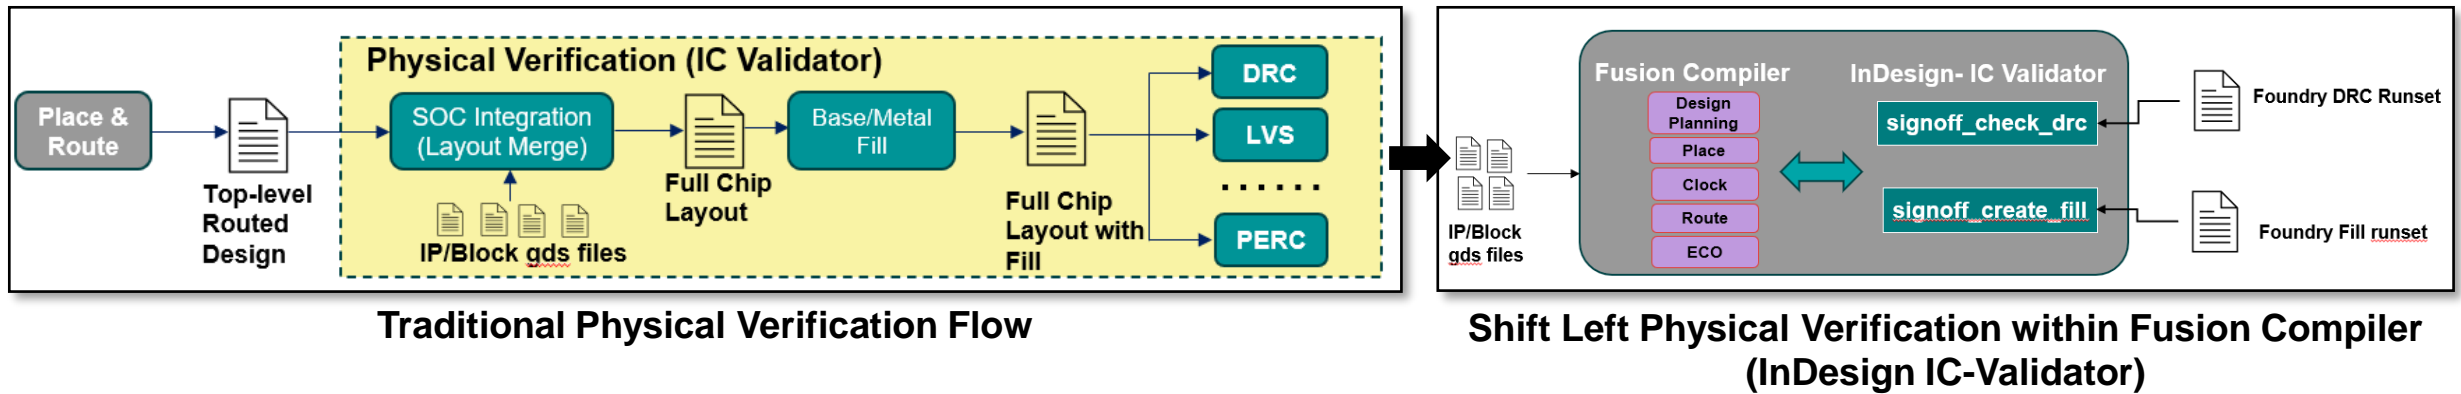 Physical Verification (IC Validator)
Place &
Route
Top-level
Routed
Design
SOC Integration
(Layout Merge)
IP/Block gds files
Full Chip
Layout
Base/Metal
Fill
Full Chip
Layout with
Fill
DRC
LVS
......
PERC
Traditional Physical Verification Flow
IP/Block
gds files
Fusion Compiler
Design
Planning
Place
Clock
Route
ECO
InDesign- IC Validator
signoff_check_drc
signoff_create_fill
Foundry DRC Runset
Foundry Fill runset
Shift Left Physical Verification within Fusion Compiler
(InDesign IC-Validator)